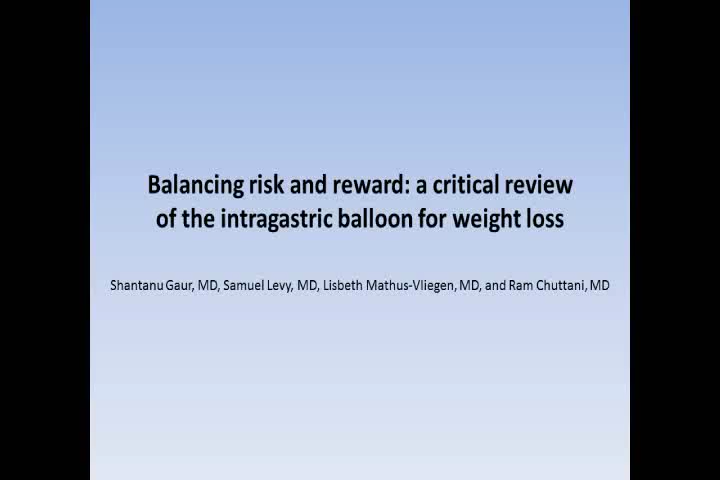 Balancing risk and reward: a critical review
of the intragastric balloon for weight loss
Shantanu Gaur, MD, Samuel Levy, MD, Lisbeth Mathus-Vliegen, MD, and Ram Chuttani, MD